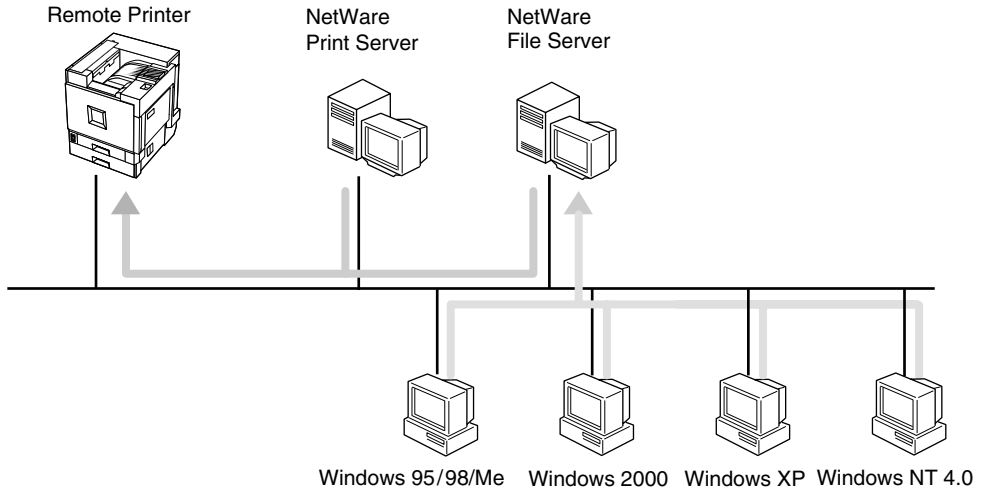 Remote Printer
NetWare
Print Server
NetWare
File Server
Windows 95/98/Me
Windows 2000
Windows XP
Windows NT 4.0